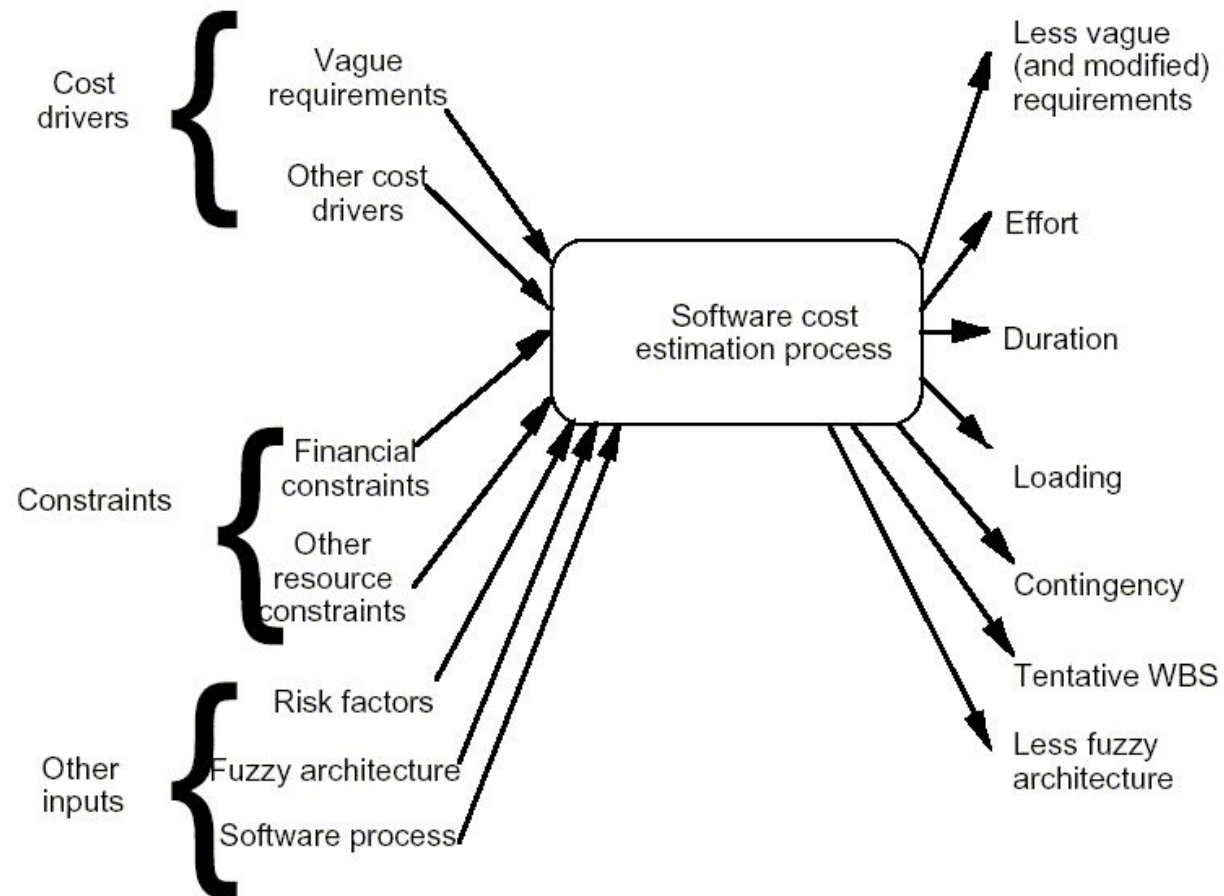 Cost
drivers
Vague
requirements
Other cost
drivers
Constraints
Financial
constraints
Other
resource
constraints
Other
inputs
Risk factors
Fuzzy architecture
Software process
Software cost
estimation process
Less vague
(and modified)
requirements
Effort
Duration
Loading
Contingency
Tentative WBS
Less fuzzy
architecture